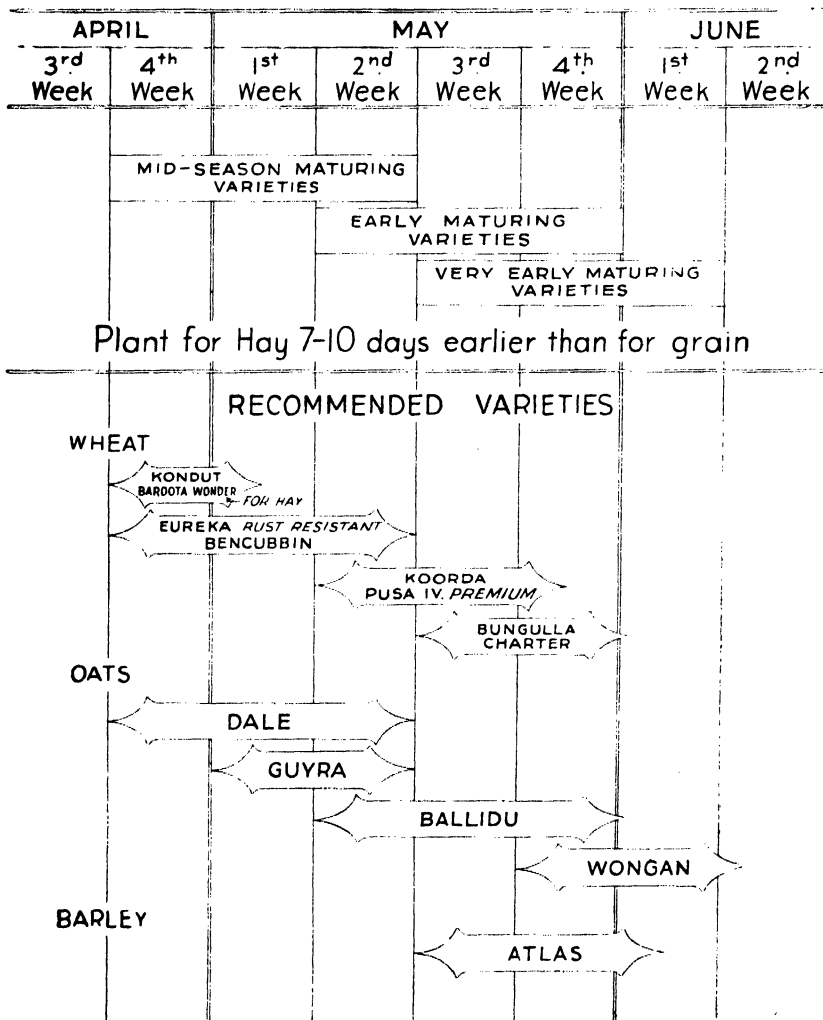 APRIL MAY JUNE
3rd 4th 1st 2nd 3rd 4th 1st 2nd
Week Week Week Week Week Week Week Week
MID-SEASON MATURING
VARIETIES
EARLY MATURING
VARIETIES
VERY EARLY MATURING
VARIETIES
Plant for Hay 7-10 days earlier than for grain
RECOMMENDED VARIETIES
WHEAT
KONDUT
BAROOTA WONDER
FOR HAY
EUREKA RUST RESISTANT
BENCUBBIN
KOORDA
PUSA IV. PREMIUM
BUNGULLA
CHARTER
OATS
DALE
GUYRA
BALLIDU
WONGAN
BARLEY
ATLAS